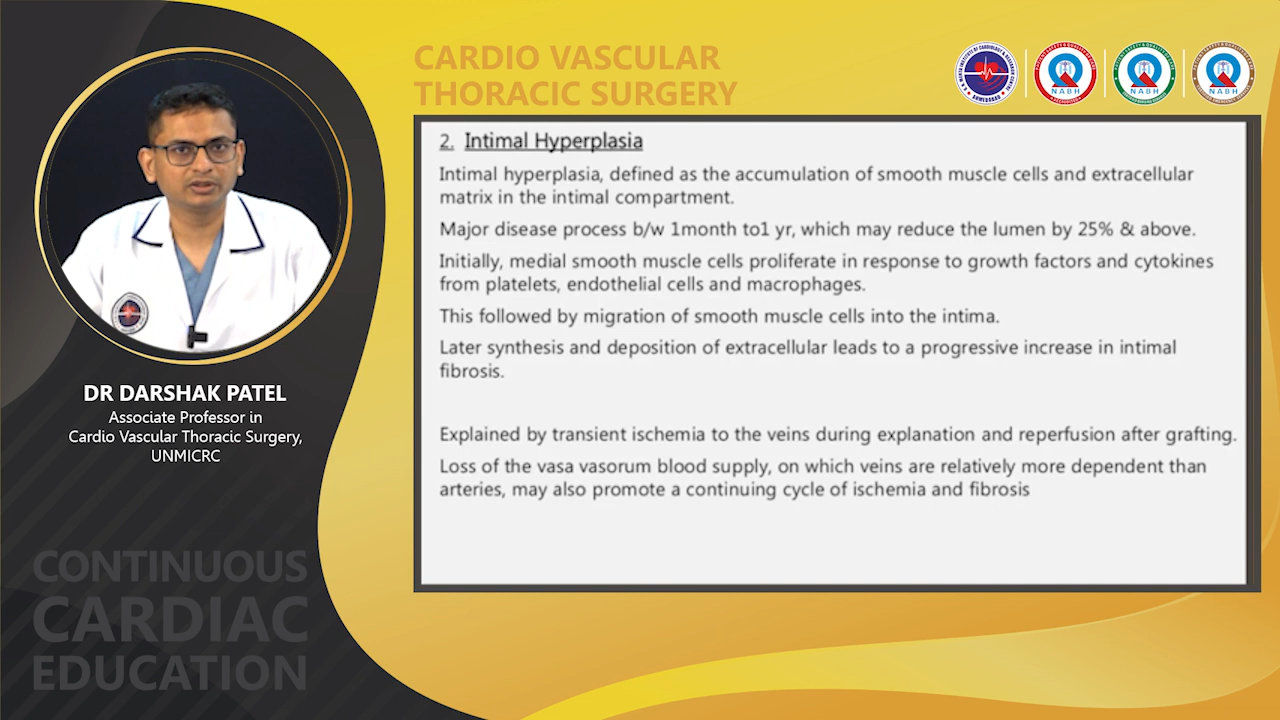 CARDIO VASCULAR
THORACIC SURGERY
NABH
NABH
NABH
2. Intimal Hyperplasia
Intimal hyperplasia, defined as the accumulation of smooth muscle cells and extracellular
matrix in the intimal compartment.
Major disease process b/w 1month to1 yr, which may reduce the lumen by 25% & above.
Initially, medial smooth muscle cells proliferate in response to growth factors and cytokines
from platelets, endothelial cells and macrophages.
This followed by migration of smooth muscle cells into the intima.
Later synthesis and deposition of extracellular leads to a progressive increase in intimal
fibrosis.
Explained by transient ischemia to the veins during explanation and reperfusion after grafting.
Loss of the vasa vasorum blood supply, on which veins are relatively more dependent than
arteries, may also promote a continuing cycle of ischemia and fibrosis
DR DARSHAK PATEL
Associate Professor in
Cardio Vascular Thoracic Surgery,
UNMICRC
CONTINUOUS
CARDIAC
EDUCATION